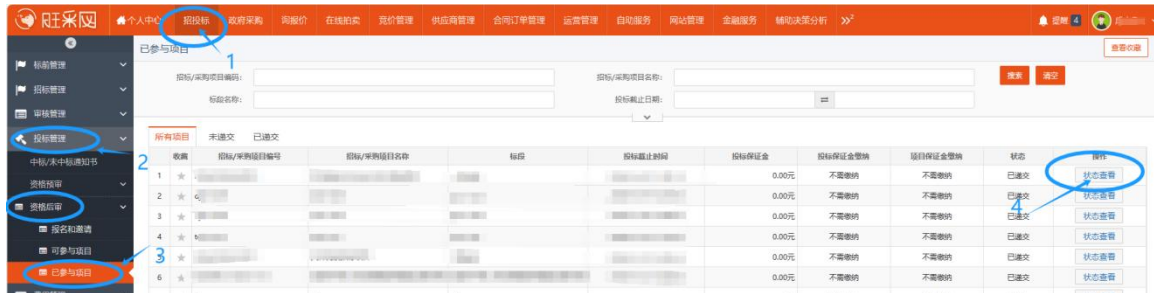 旺采网 个人中心 招投标 政府采购 询报价 在线拍卖 竞价管理 供应商管理 合同订单管理 运营管理 自助服务 网站管理 金融服务 辅助决策分析 2 提醒 4
1
已参与项目 查看收藏
标前管理
招标/采购项目编码: 招标/采购项目名称: 搜索 清空
招标管理
标段名称: 投标截止日期:
审核管理
投标管理
所有项目 未递交 已递交
2
中标/未中标通知书
收藏 招标/采购项目编号 招标/采购项目名称 标段 投标截止时间 投标保证金 投标保证金缴纳 项目保证金缴纳 状态 操作
1 0.00元 不需缴纳 不需缴纳 已递交 状态查看
资格预审
2 0.00元 不需缴纳 不需缴纳 已递交 状态查看
4
资格后审
3 0.00元 不需缴纳 不需缴纳 已递交 状态查看
报名和邀请
4 0.00元 不需缴纳 不需缴纳 已递交 状态查看
可参与项目
3
5 0.00元 不需缴纳 不需缴纳 已递交 状态查看
已参与项目
6 0.00元 不需缴纳 不需缴纳 已递交 状态查看